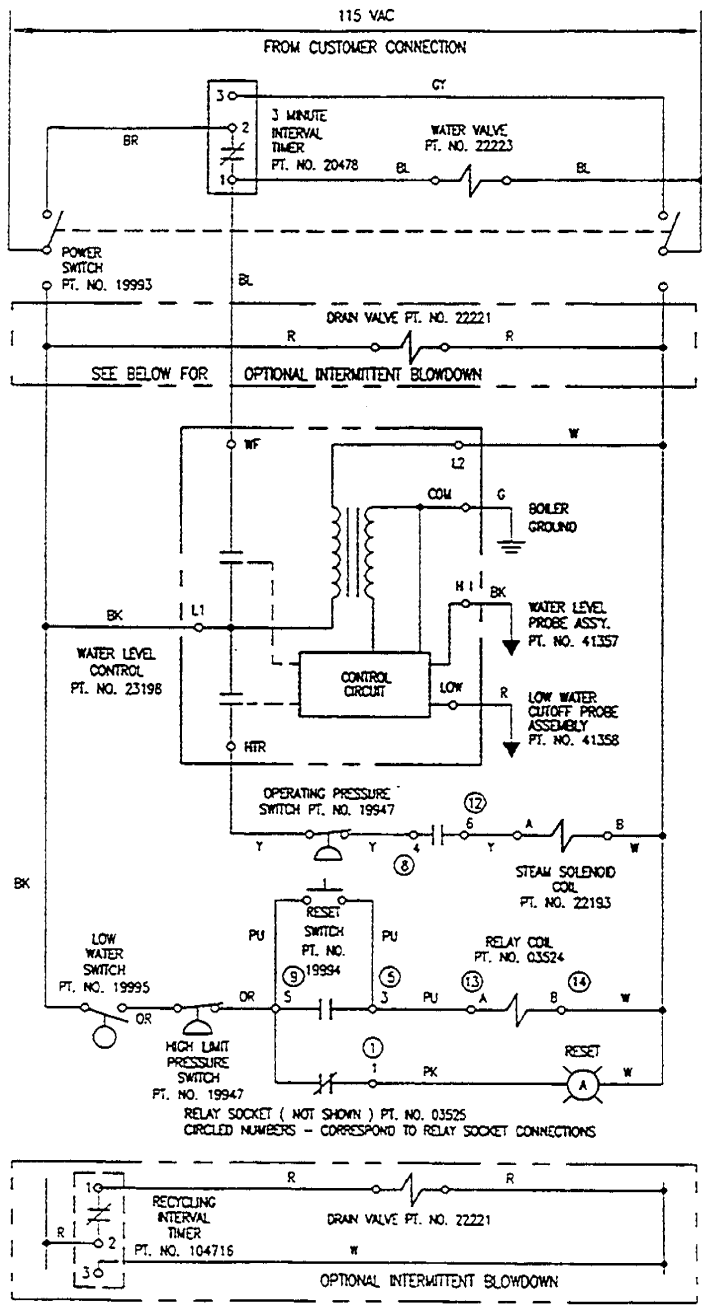 115 VAC
FROM CUSTOMER CONNECTION
3
GY
3 MINUTE
INTERVAL
TIMER
PT. NO. 20478
WATER VALVE
PT. NO. 22223
BR
2
1
BL
BL
POWER
SWITCH
PT. NO. 19993
BL
DRAIN VALVE PT. NO. 22221
R
R
SEE BELOW FOR OPTIONAL INTERMITTENT BLOWDOWN
WF
W
L2
COM
G
BOILER
GROUND
H I
BK
WATER LEVEL
PROBE ASS'Y.
PT. NO. 41357
BK
L1
WATER LEVEL
CONTROL
PT. NO. 23198
CONTROL
CIRCUIT
LOW
R
LOW WATER
CUTOFF PROBE
ASSEMBLY
PT. NO. 41358
HTR
OPERATING PRESSURE
SWITCH PT. NO. 19947
12
6
A
B
Y
Y
4
Y
W
8
STEAM SOLENOID
COIL
PT. NO. 22193
BK
RESET
SWITCH
PT. NO.
19994
PU
PU
RELAY COIL
PT. NO. 03524
LOW
WATER
SWITCH
PT. NO. 19995
9
5
13
14
OR
OR
5
3
PU
A
B
W
HIGH LIMIT
PRESSURE
SWITCH
PT. NO. 19947
1
1
PK
RESET
A
W
RELAY SOCKET ( NOT SHOWN ) PT. NO. 03525
CIRCLED NUMBERS - CORRESPOND TO RELAY SOCKET CONNECTIONS
1
R
R
RECYCLING
INTERVAL
TIMER
PT. NO. 104716
DRAIN VALVE PT. NO. 22221
R
2
W
3
OPTIONAL INTERMITTENT BLOWDOWN